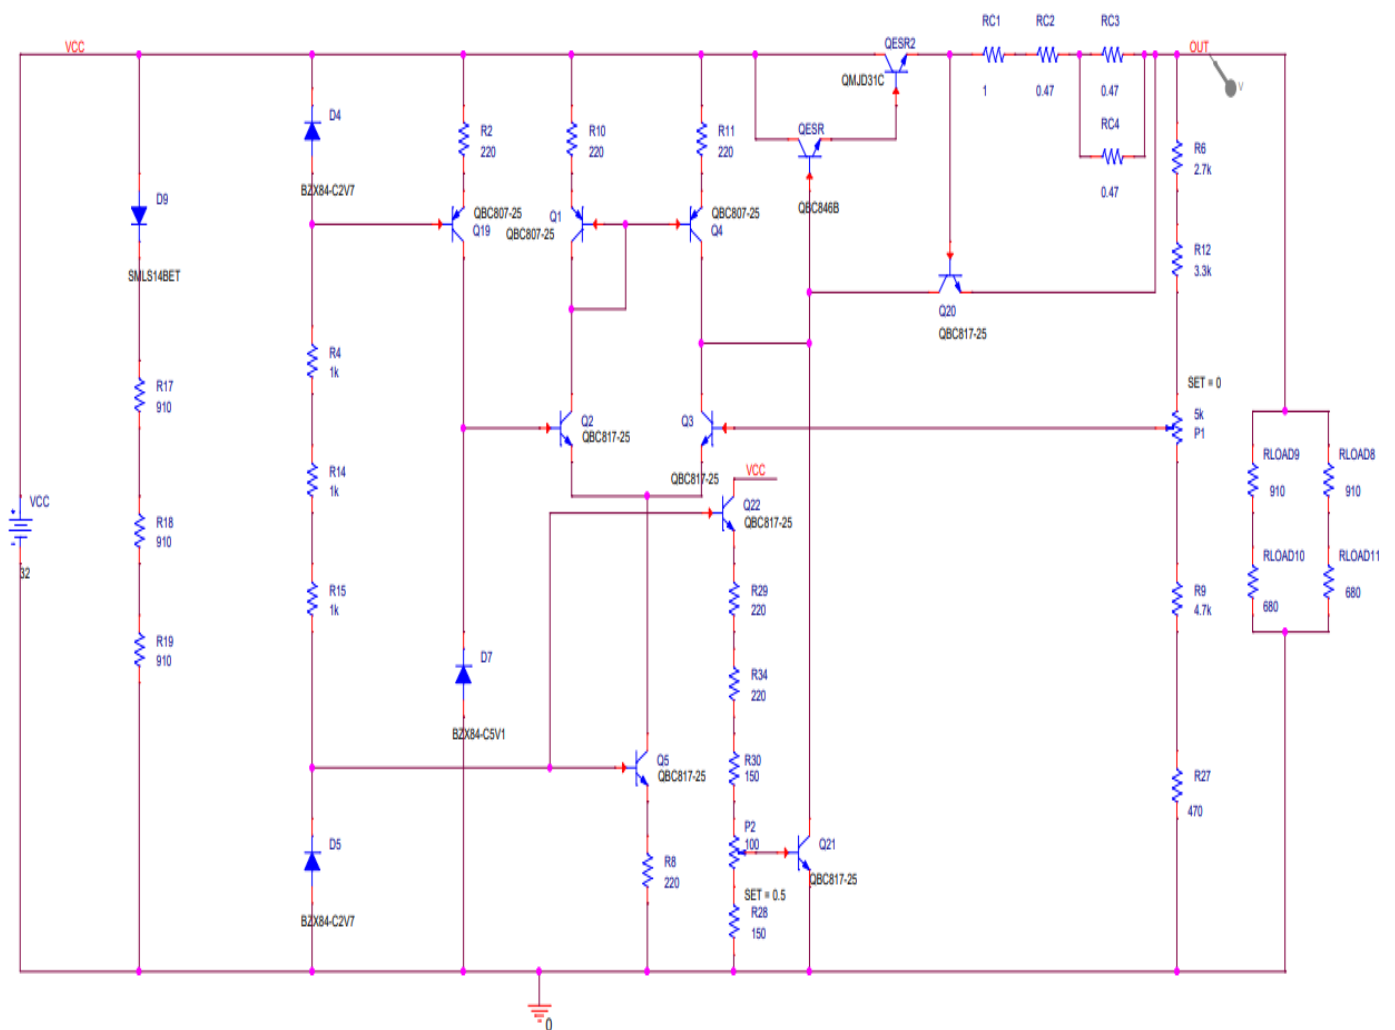 RC1 RC2 RC3
VCC QESR2 OUT
QMJD31C V
1 0.47 0.47
D4 R2 R10 R11 QESR RC4
220 220 220 R6
2.7k
BZX84-C2V7 0.47
D9 QBC807-25 QBC807-25 QBC846B
Q19 Q1 Q4
QBC807-25
R12
3.3k
SMLS14BET
Q20
QBC817-25
R4
1k
SET = 0
R17 5k
910 P1
Q2 Q3
QBC817-25
RLOAD9 RLOAD8
R14 VCC 910 910
1k QBC817-25
VCC Q22
R18 QBC817-25
910
RLOAD10 RLOAD11
32
R15 R29 R9
1k 220 4.7k
680 680
R19
910
D7 R34
220
BZX84-C5V1
Q5 R30
QBC817-25 150
R27
470
P2
D5 100 Q21
R8
220 QBC817-25
SET = 0.5
BZX84-C2V7 R28
150
0